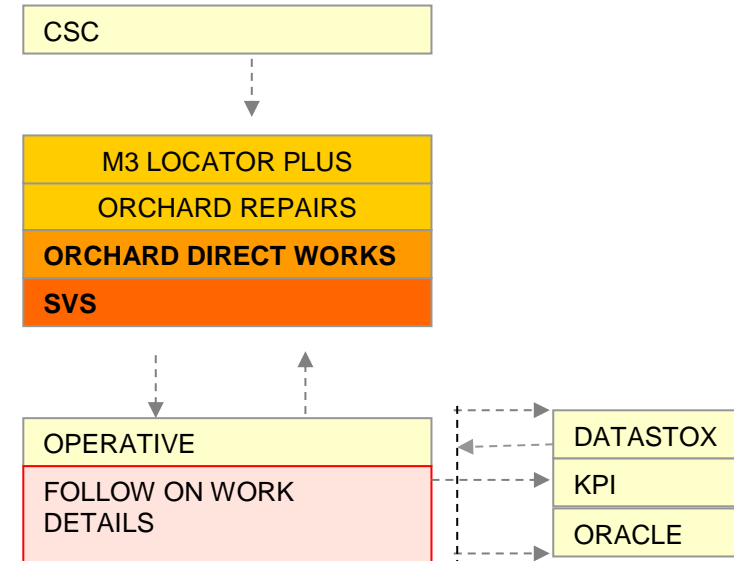 CSC
M3 LOCATOR PLUS
ORCHARD REPAIRS
ORCHARD DIRECT WORKS
SVS
OPERATIVE
FOLLOW ON WORK
DETAILS
DATASTOX
KPI
ORACLE